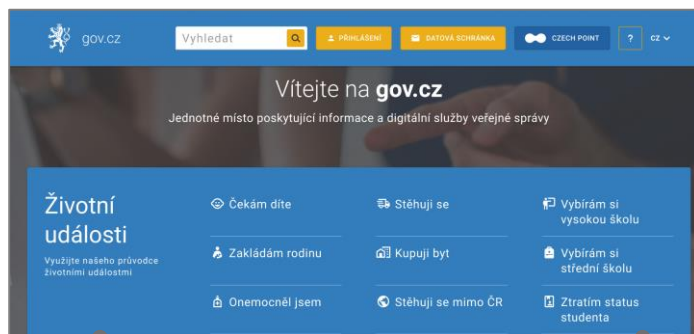 gov.cz
Vyhledat
PŘIHLÁŠENÍ
DATOVÁ SCHRÁNKA
CZECH POINT
?
CZ
Vítejte na gov.cz
Jednotné místo poskytující informace a digitální služby veřejné správy
Životní
události
Využijte našeho průvodce
životními událostmi
Čekám díte
Zakládám rodinu
Onemocněl jsem
Stěhuji se
Kupuji byt
Stěhuji se mimo ČR
Vybírám si
vysokou školu
Vybírám si
střední školu
Ztratím status
studenta